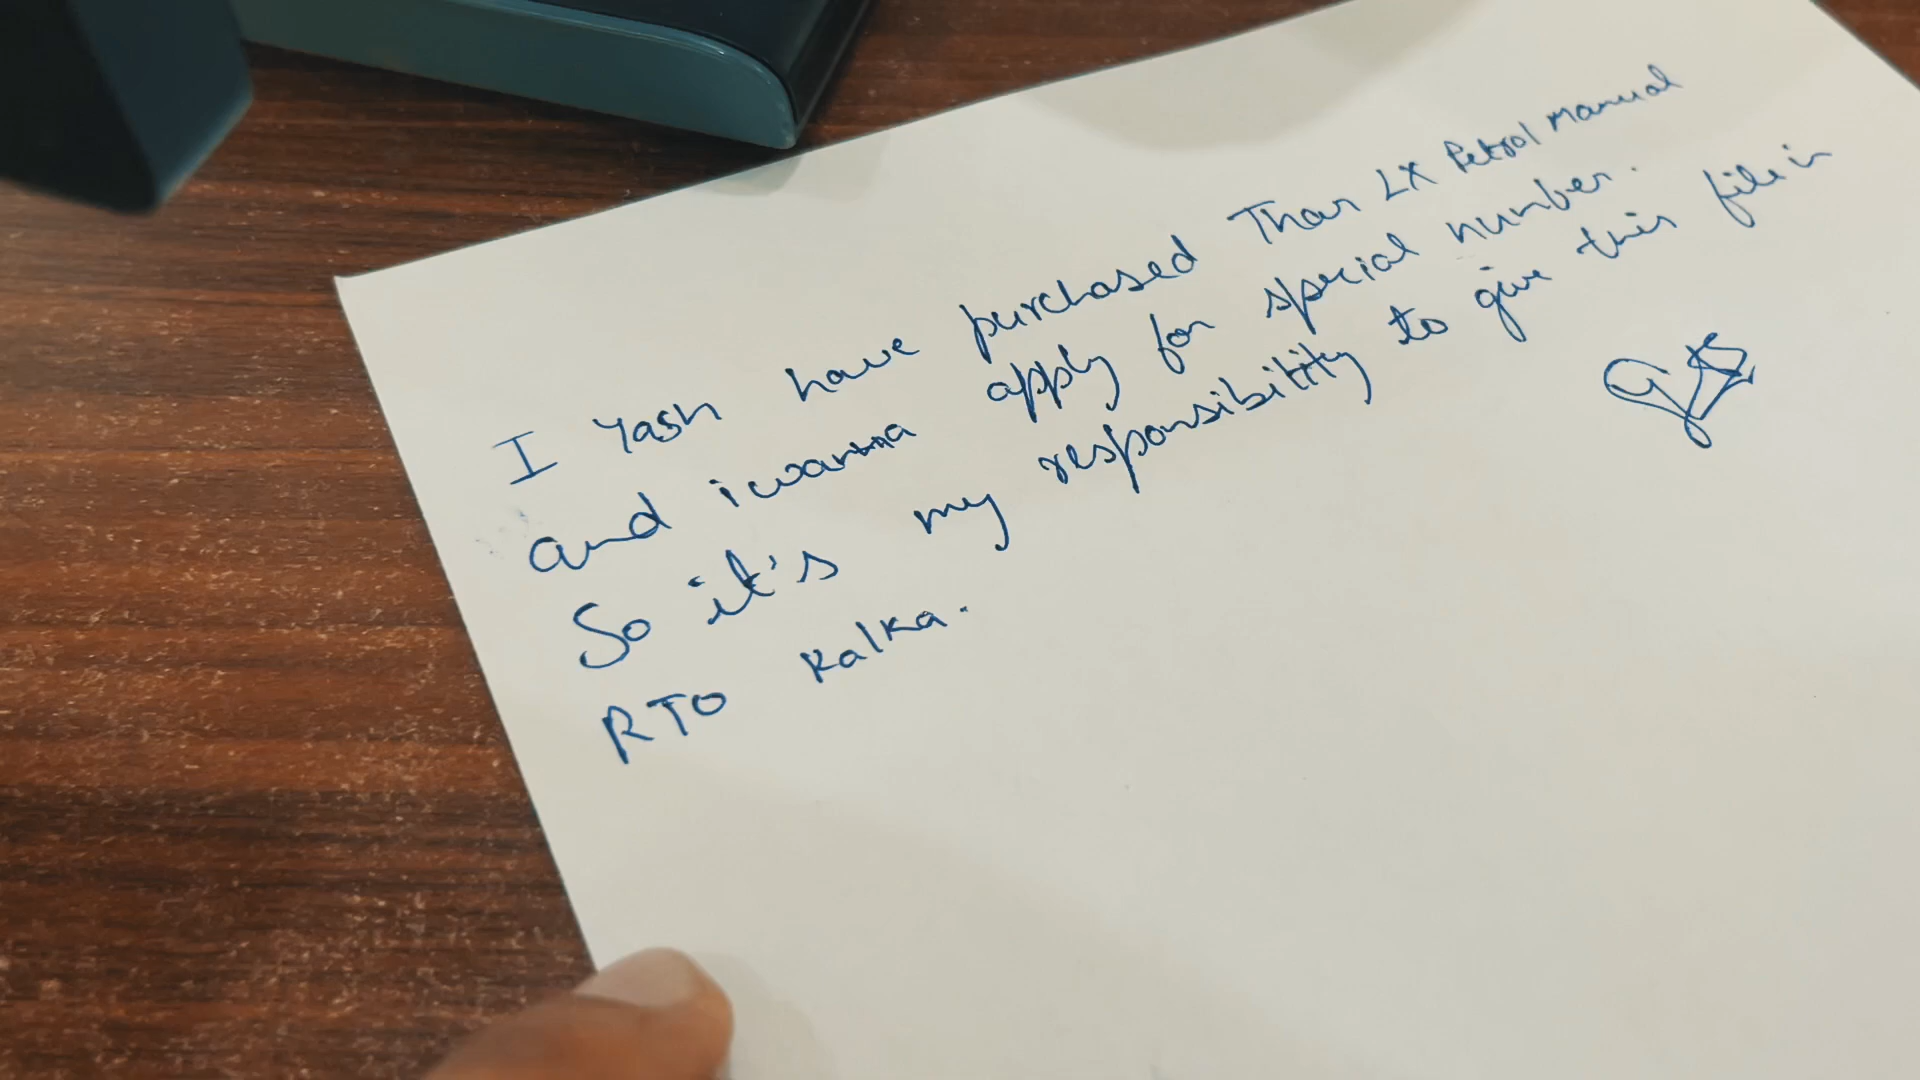 I Yash have purchased Thar LX Petrol Manual
and i wanna apply for special number.
So it's my responsibility to give this file in
RTO Kalka.